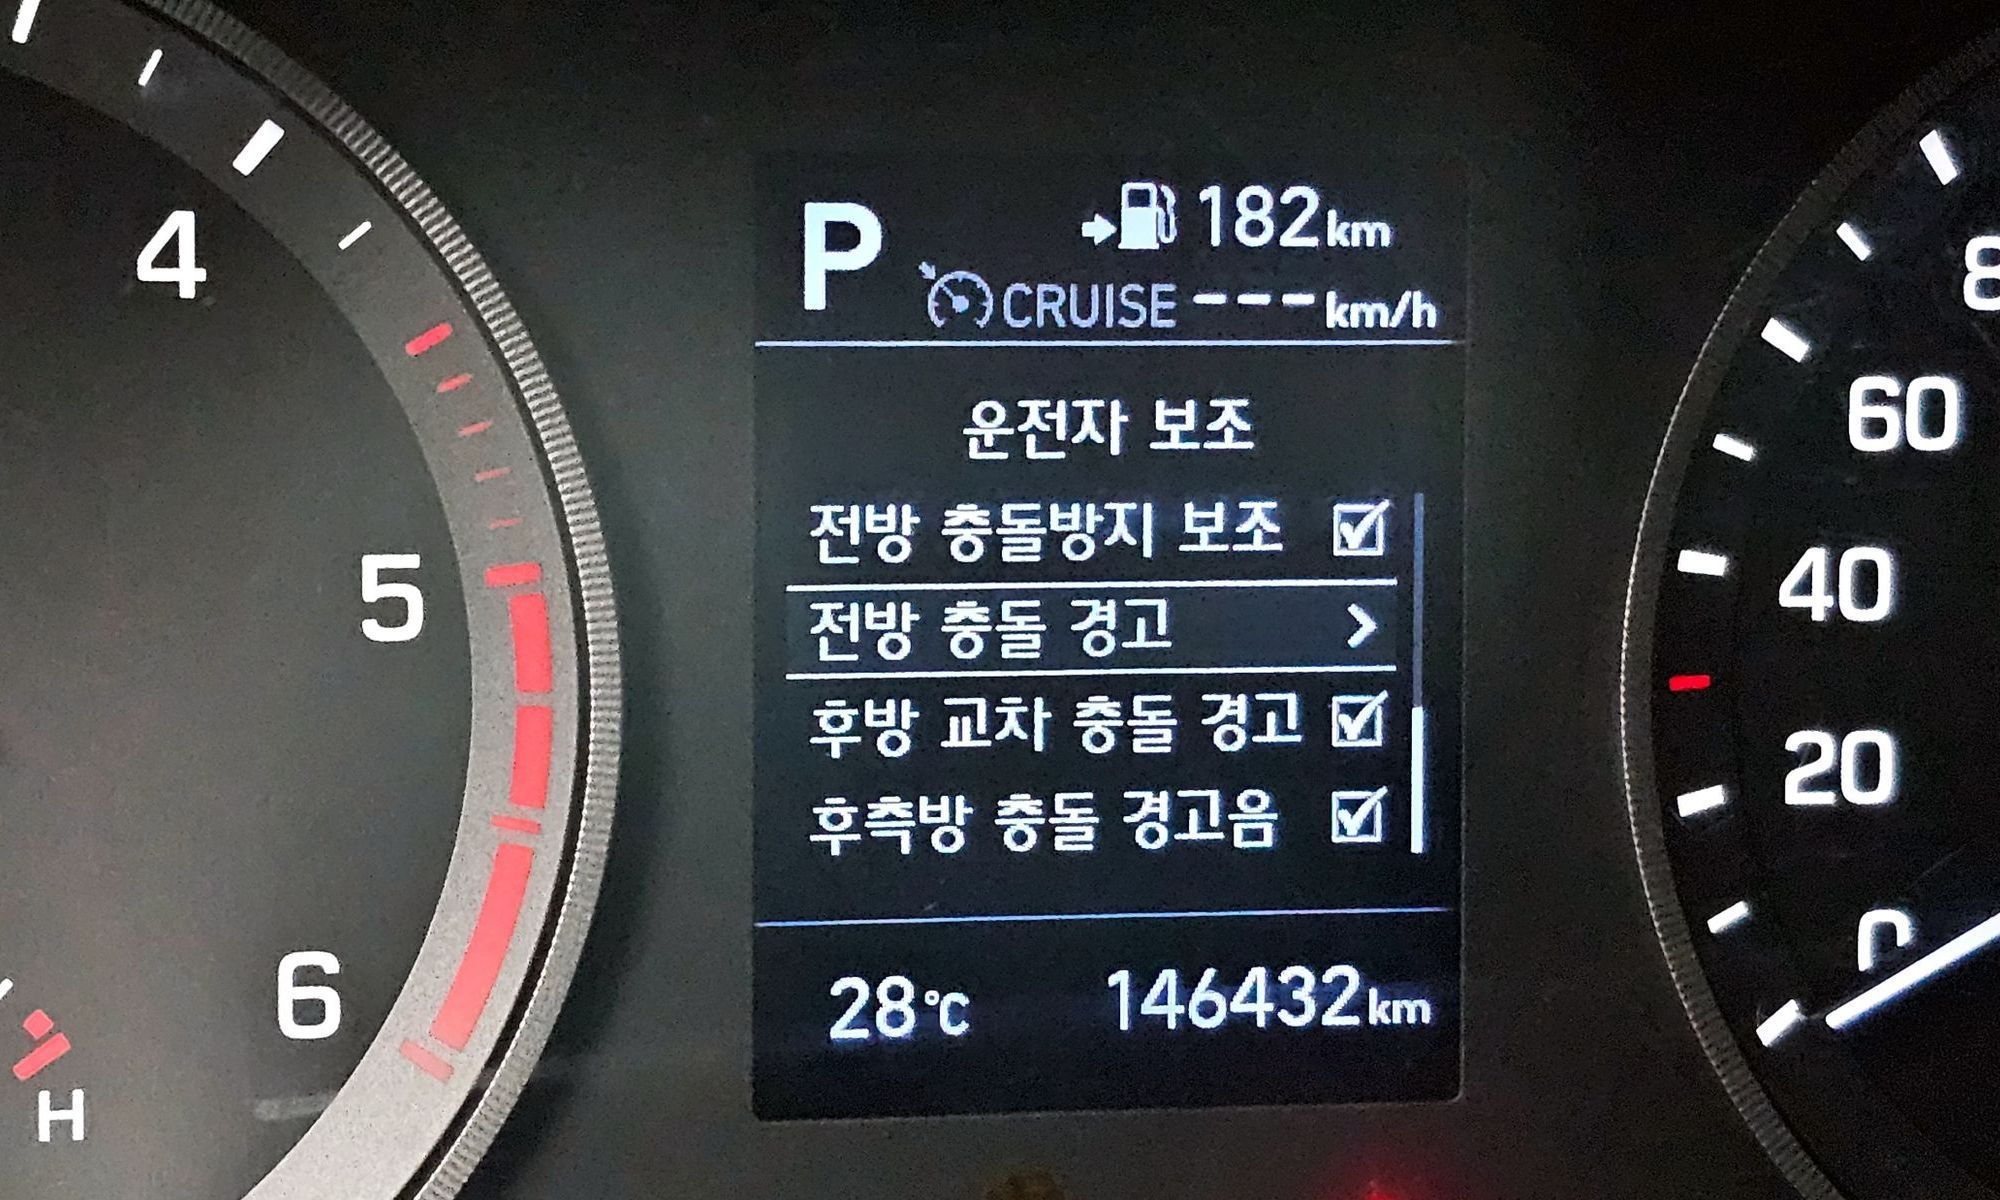 P
182km
CRUISE ---km/h
운전자 보조
전방 충돌방지 보조
전방 충돌 경고 >
후방 교차 충돌 경고
후측방 충돌 경고음
28°C 146432km
4
5
6
H
8
60
40
20